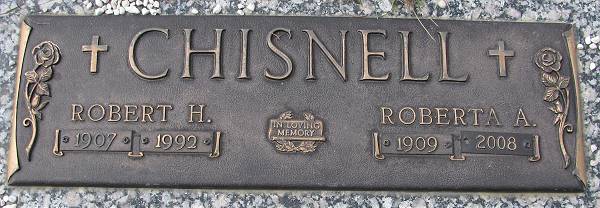 CHISNELL
ROBERT H.
1907 1992
IN LOVING
MEMORY
ROBERTA A.
1909 2008